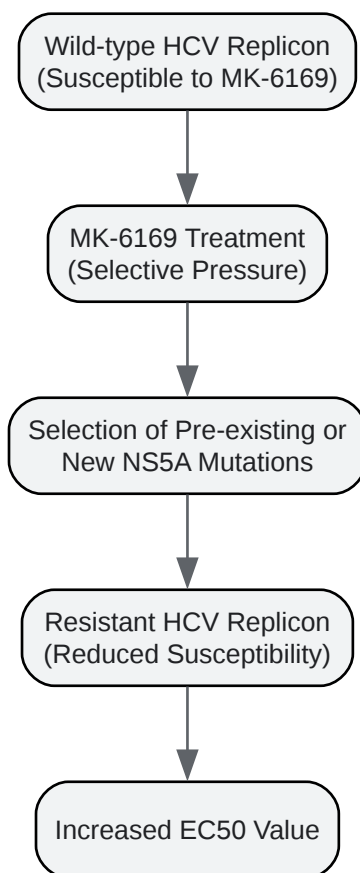 Wild-type HCV Replicon
(Susceptible to MK-6169)
MK-6169 Treatment
(Selective Pressure)
Selection of Pre-existing or
New NS5A Mutations
Resistant HCV Replicon
(Reduced Susceptibility)
Increased EC50 Value